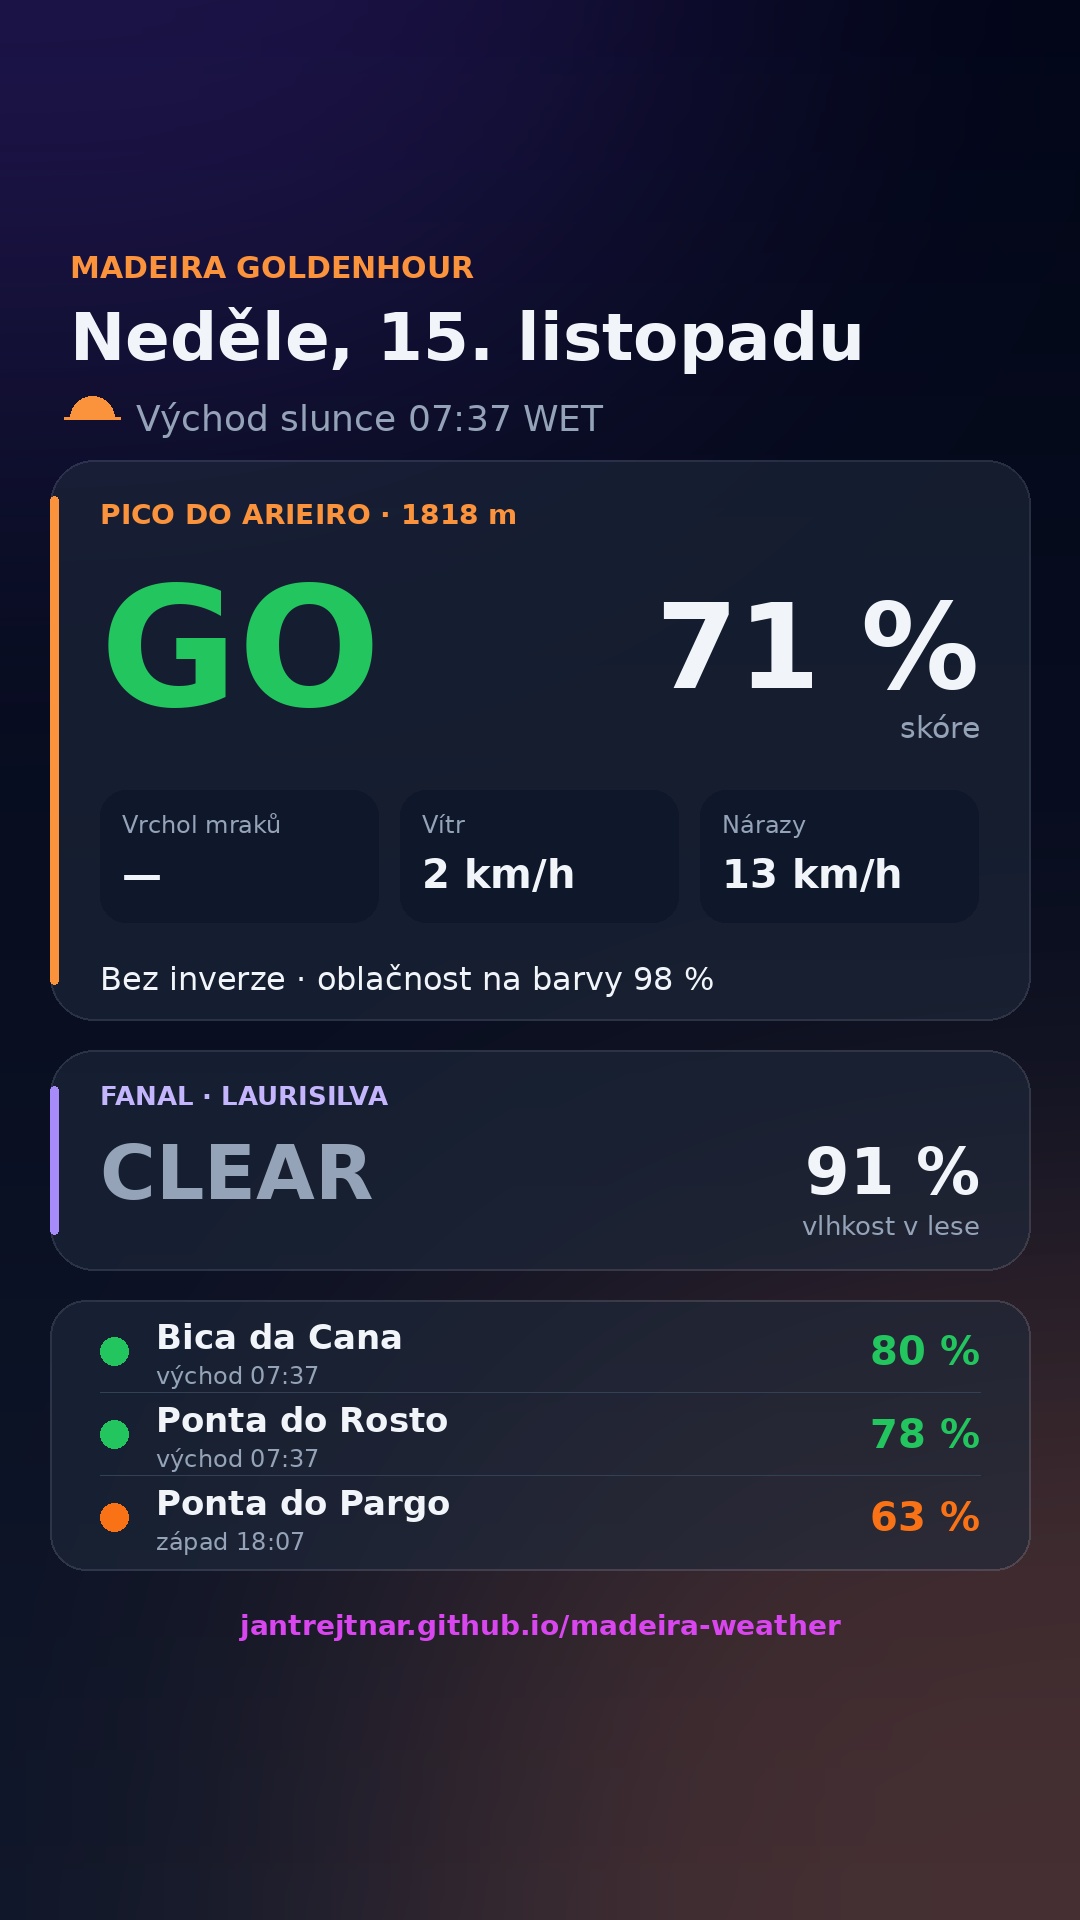 MADEIRA GOLDENHOUR
Neděle, 15. listopadu
Východ slunce 07:37 WET
PICO DO ARIEIRO · 1818 m
GO
71 %
skóre
Vrchol mraků
—
Vítr
2 km/h
Nárazy
13 km/h
Bez inverze · oblačnost na barvy 98 %
FANAL · LAURISILVA
CLEAR
91 %
vlhkost v lese
Bica da Cana
východ 07:37
80 %
Ponta do Rosto
východ 07:37
78 %
Ponta do Pargo
západ 18:07
63 %
jantrejtnar.github.io/madeira-weather